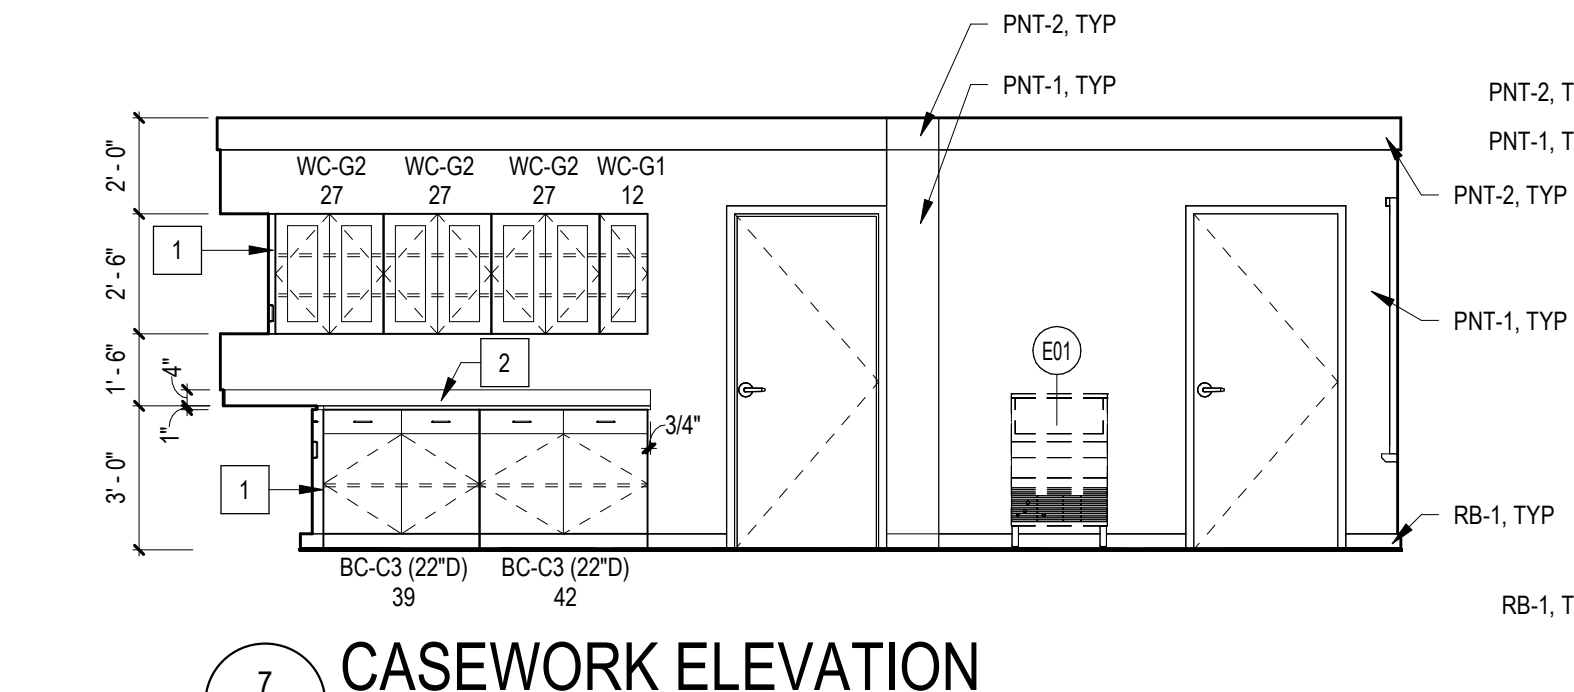 PNT-2, TYP
PNT-1, TYP
PNT-2, T
PNT-1, T
PNT-2, TYP
PNT-1, TYP
RB-1, TYP
RB-1, T
WC-G2
27
WC-G2
27
WC-G2
27
WC-G1
12
2' - 0"
2' - 6"
1' - 6"
4"
1"
3' - 0"
1
2
1
3/4"
E01
BC-C3 (22"D)
39
BC-C3 (22"D)
42
7
CASEWORK ELEVATION